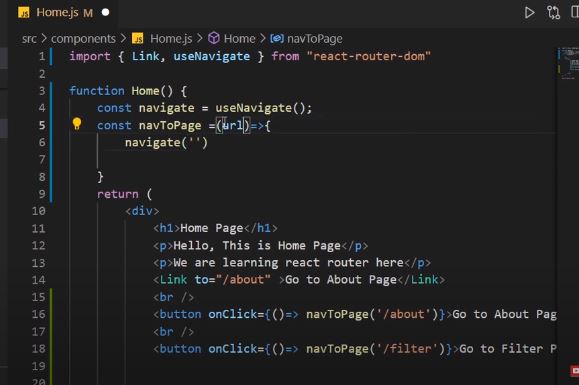 JS Home.js M
src > components > JS Home.js > Home > navToPage
1 import { Link, useNavigate } from "react-router-dom"
2
3 function Home() {
4 const navigate = useNavigate();
5 const navToPage =(url)=>{
6 navigate('')
7
8 }
9 return (
10 <div>
11 <h1>Home Page</h1>
12 <p>Hello, This is Home Page</p>
13 <p>We are learning react router here</p>
14 <Link to="/about" >Go to About Page</Link>
15 <br />
16 <button onClick={()=> navToPage('/about')}>Go to About Pag
17 <br />
18 <button onClick={()=> navToPage('/filter')}>Go to Filter P